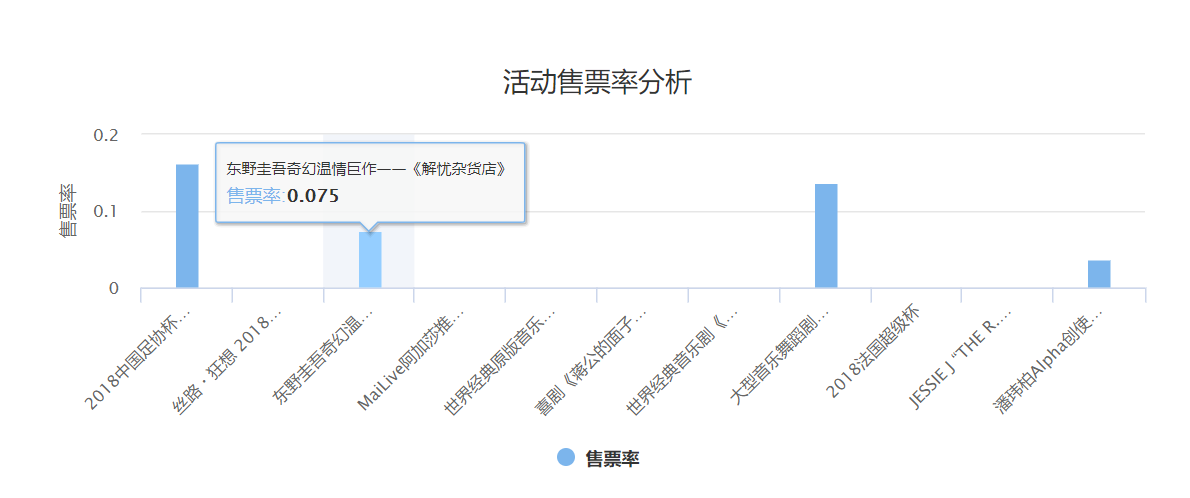 活动售票率分析
0.2
0.1
0
售票率
东野圭吾奇幻温情巨作——《解忧杂货店》
售票率:0.075
2018中国足协杯…
丝路·狂想 2018…
东野圭吾奇幻温…
MaiLive阿加莎推…
世界经典原版音乐…
喜剧《蒋公的面子…
世界经典音乐剧《…
大型音乐舞蹈剧…
2018法国超级杯
JESSIE J "THE R.…
潘玮柏Alpha创使…
售票率